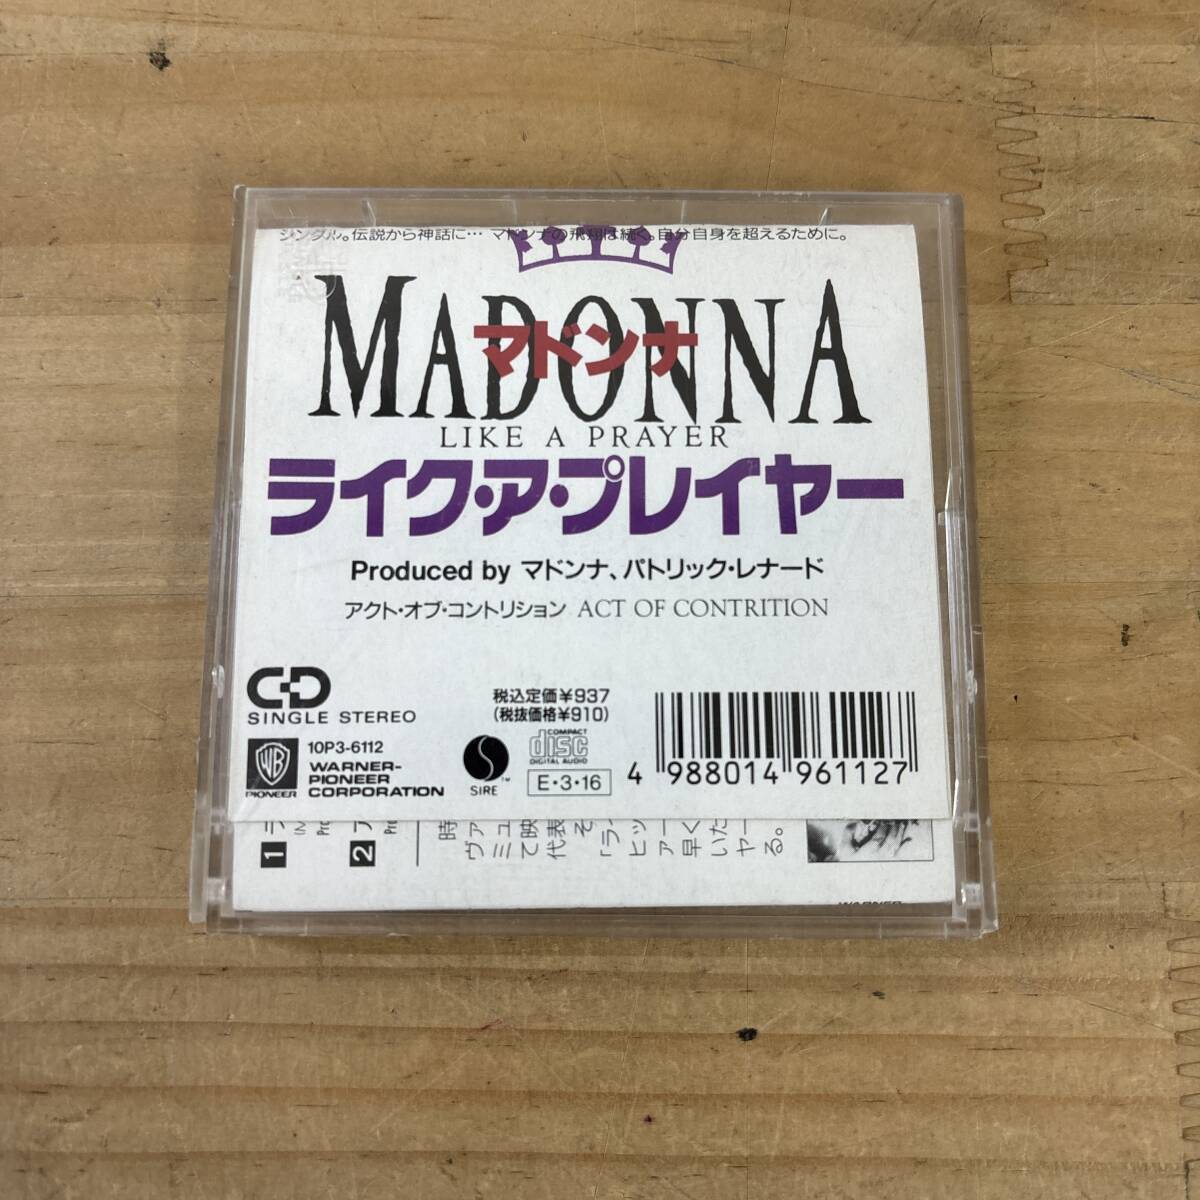 シングル。伝説から神話に… マドンナの飛翔は続く。自分自身を超えるために。
MADONNA
マドンナ
LIKE A PRAYER
ライク・ア・プレイヤー
Produced by マドンナ、パトリック・レナード
アクト・オブ・コントリション ACT OF CONTRITION
CD
SINGLE STEREO
税込定価¥937
(税抜価格¥910)
WB
PIONEER
10P3-6112
WARNER-
PIONEER
CORPORATION
S
SIRE
TM
COMPACT
disc
DIGITAL AUDIO
E・3・16
4 988014 961127
1
2